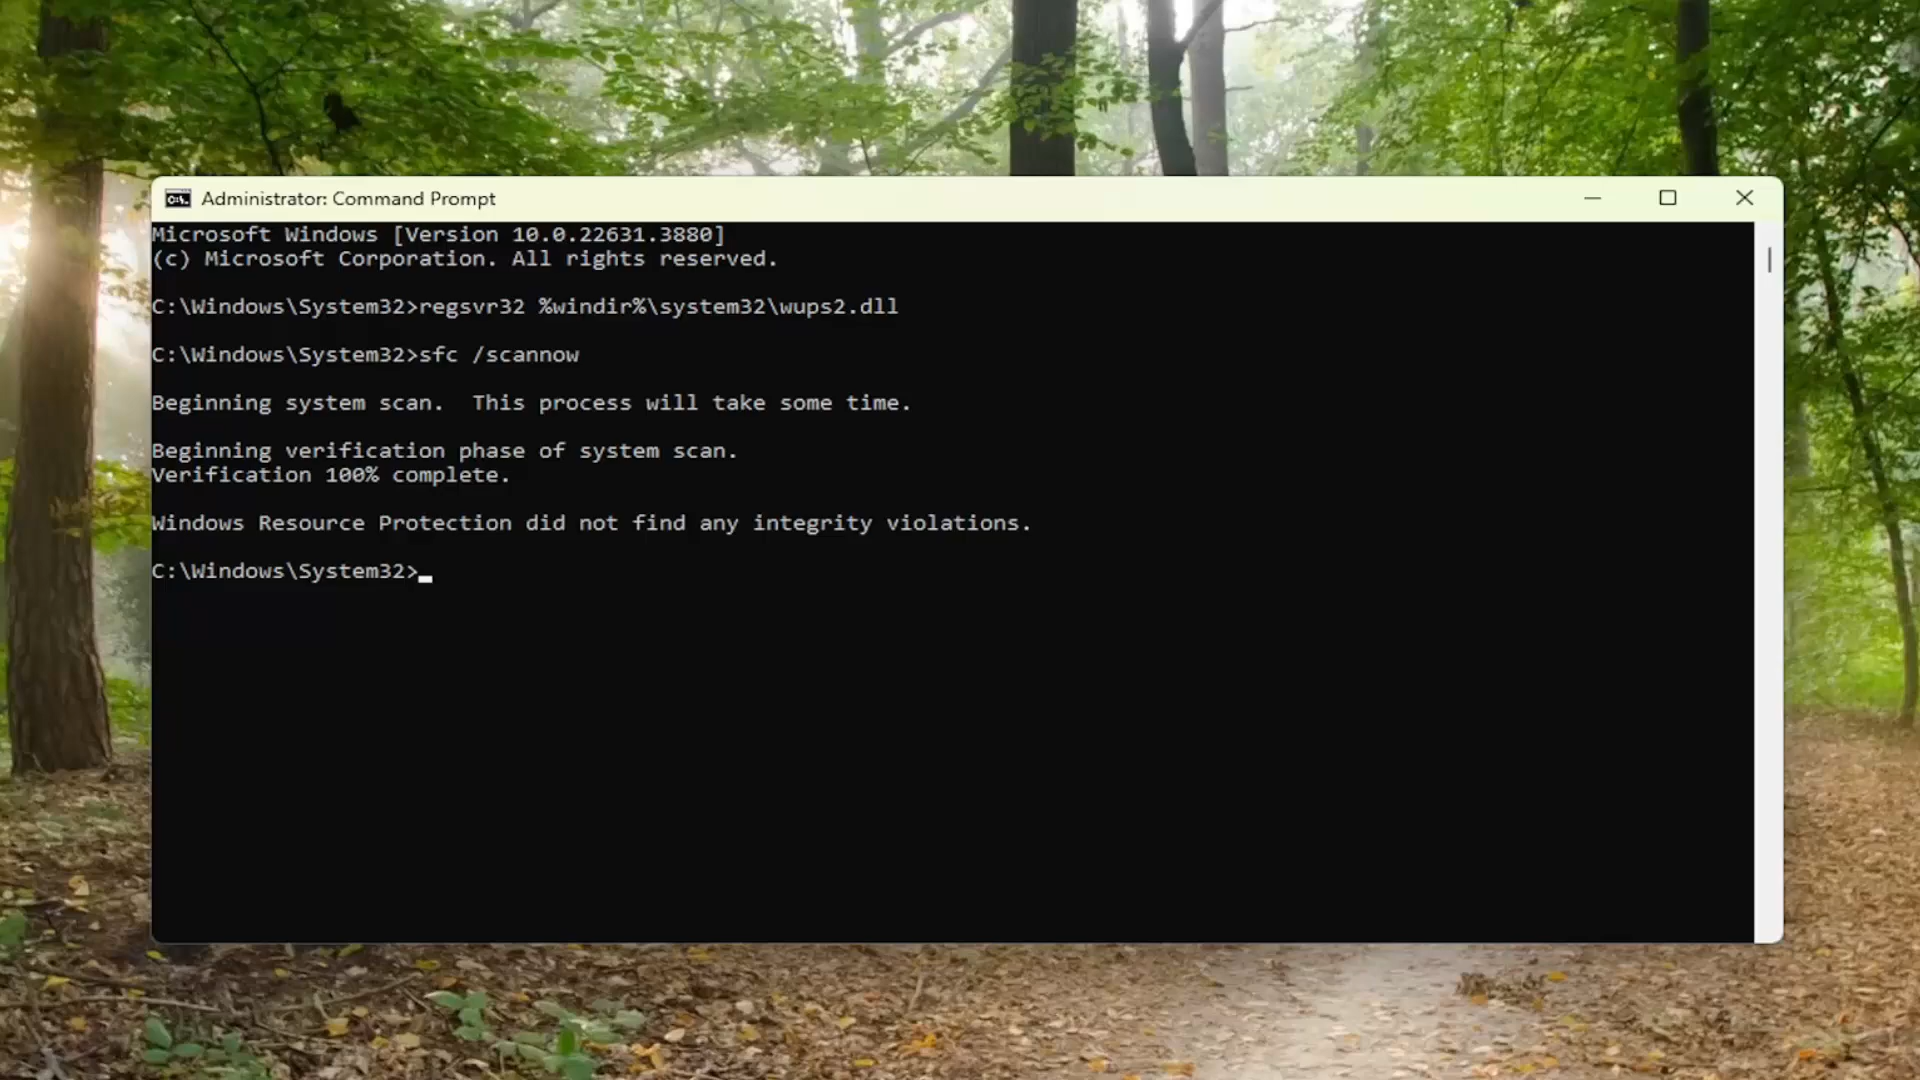 Administrator: Command Prompt
Microsoft Windows [Version 10.0.22631.3880]
(c) Microsoft Corporation. All rights reserved.
C:\Windows\System32>regsvr32 %windir%\system32\wups2.dll
C:\Windows\System32>sfc /scannow
Beginning system scan.  This process will take some time.
Beginning verification phase of system scan.
Verification 100% complete.
Windows Resource Protection did not find any integrity violations.
C:\Windows\System32>